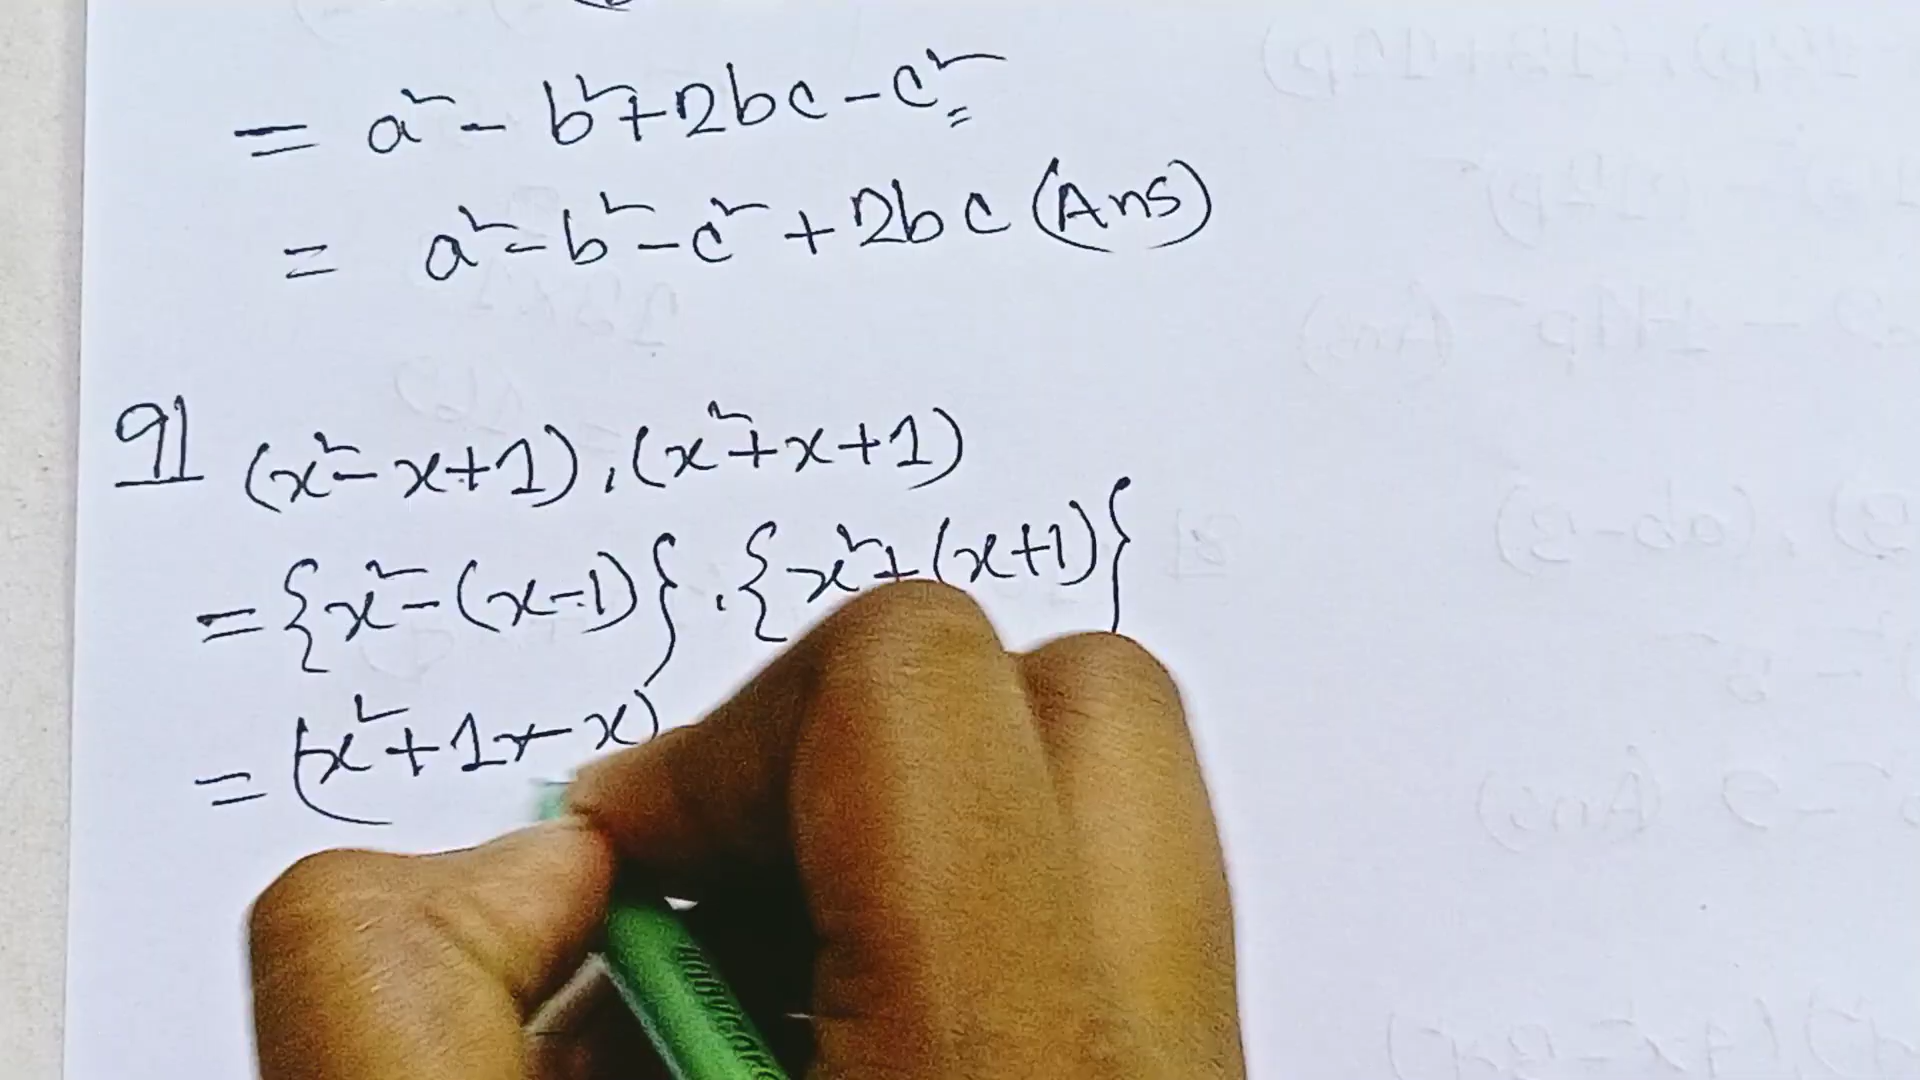 = a² - b² + 2bc - c²
= a² - b² - c² + 2bc (Ans)
91 (x² - x + 1), (x² + x + 1)
= {x² - (x - 1)}, {x² + (x + 1)}
= (x² + 1 - x)